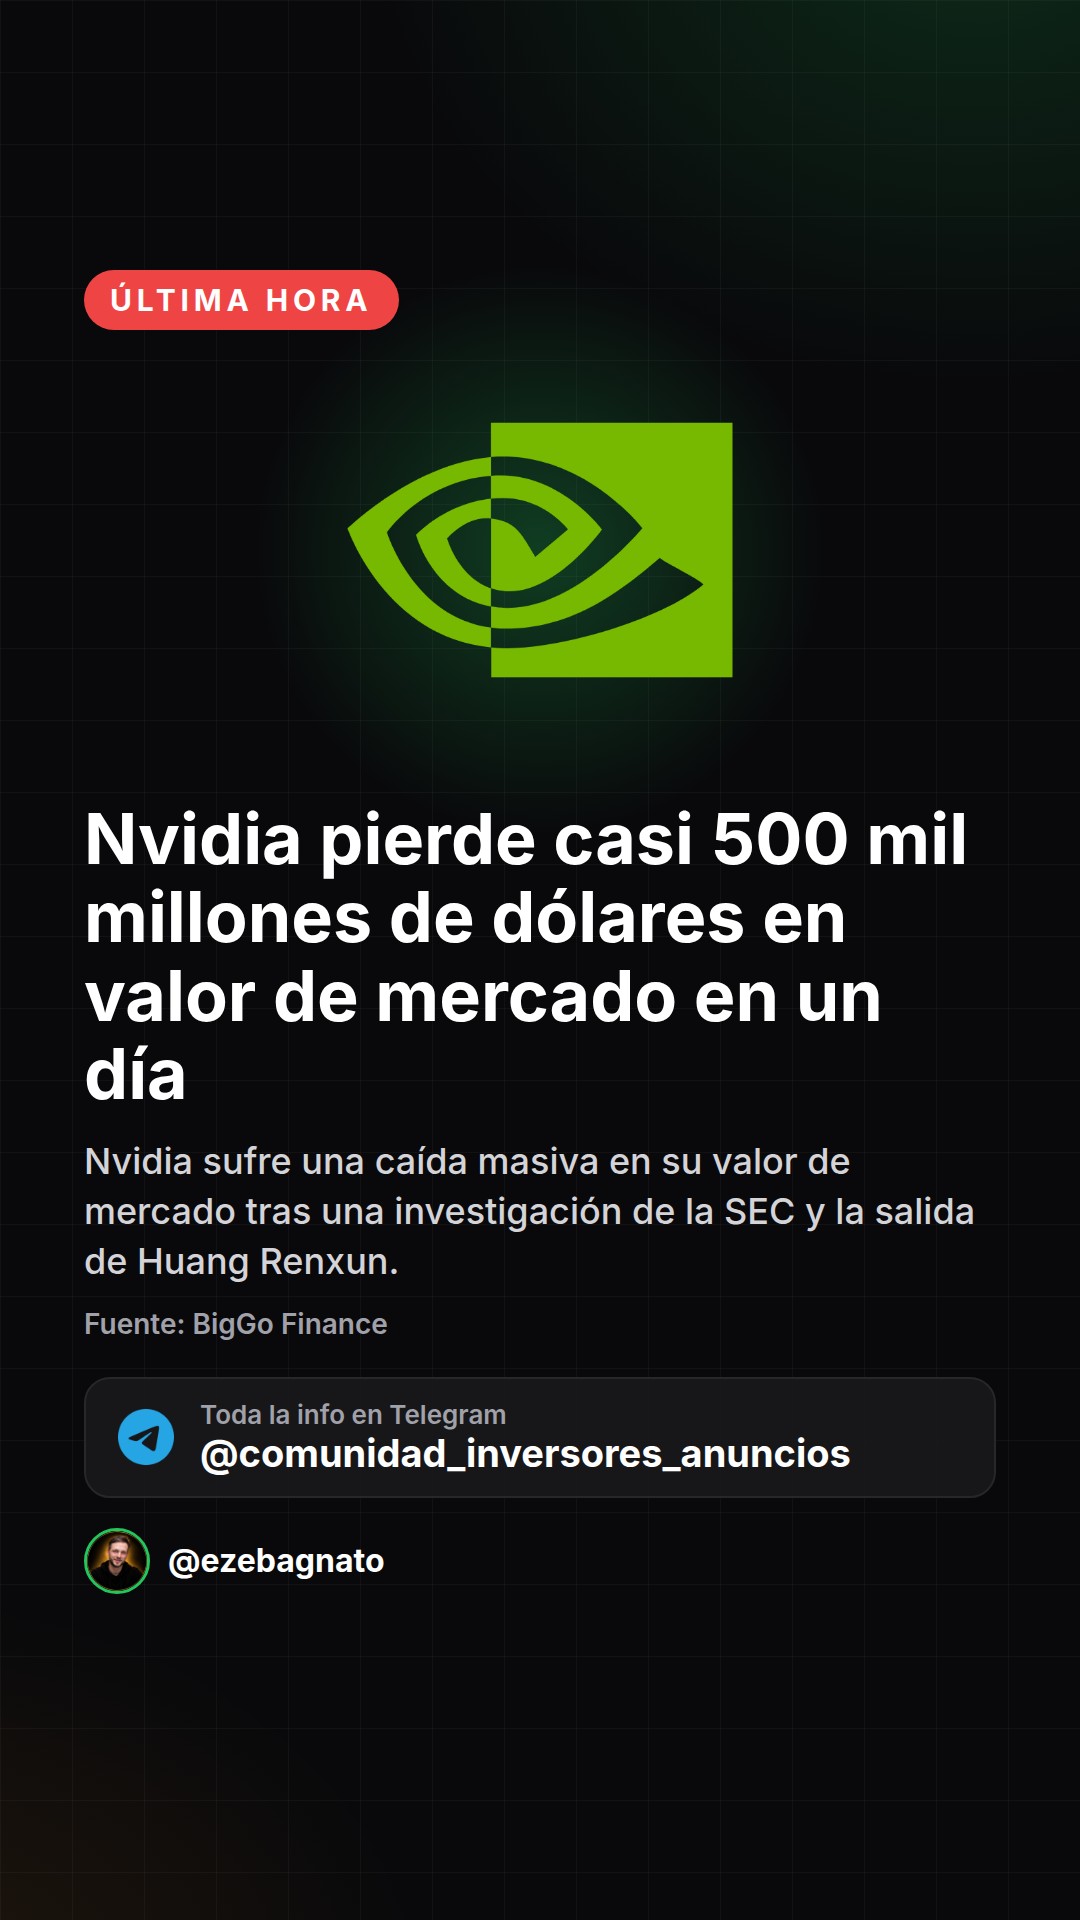 ÚLTIMA HORA
Nvidia pierde casi 500 mil
millones de dólares en
valor de mercado en un
día
Nvidia sufre una caída masiva en su valor de
mercado tras una investigación de la SEC y la salida
de Huang Renxun.
Fuente: BigGo Finance
Toda la info en Telegram
@comunidad_inversores_anuncios
@ezebagnato